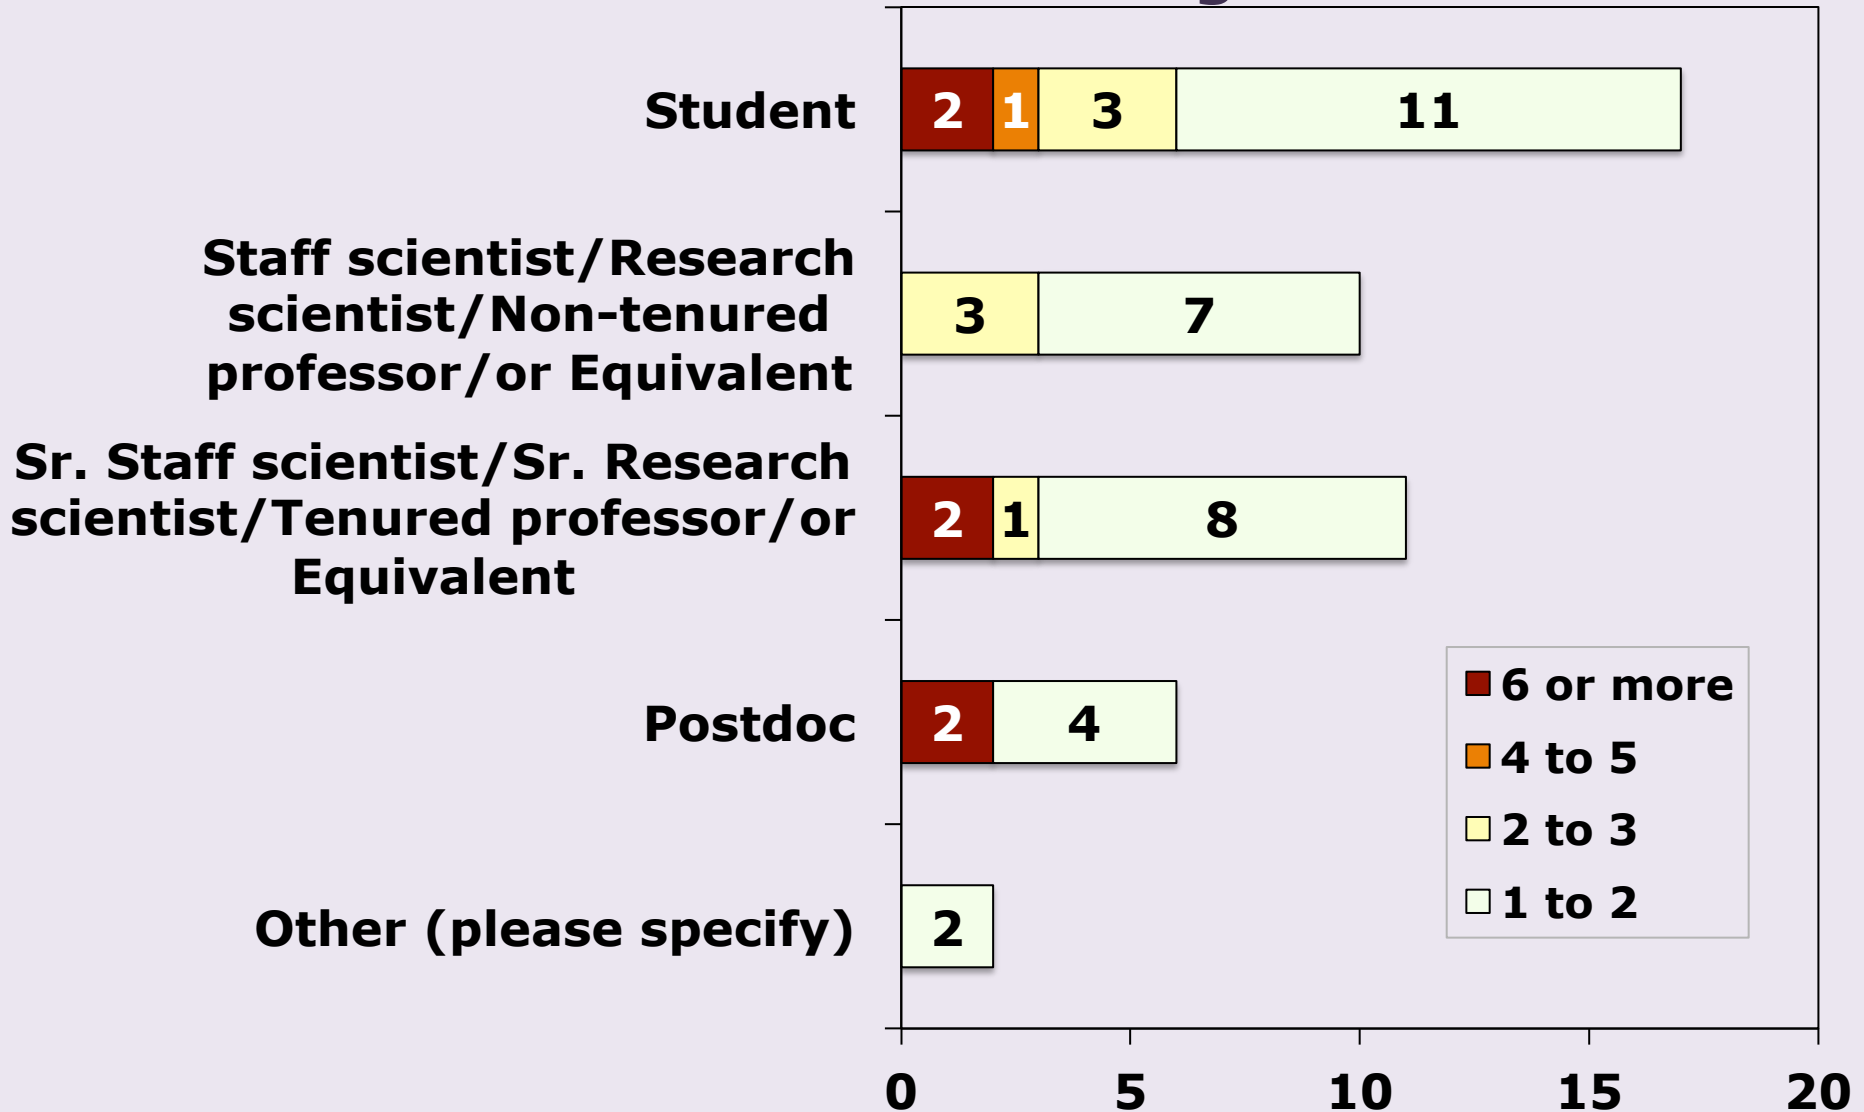 Student
2 1 3 11
Staff scientist/Research
scientist/Non-tenured
professor/or Equivalent
3 7
Sr. Staff scientist/Sr. Research
scientist/Tenured professor/or
Equivalent
2 1 8
Postdoc
2 4
Other (please specify)
2
6 or more
4 to 5
2 to 3
1 to 2
0 5 10 15 20